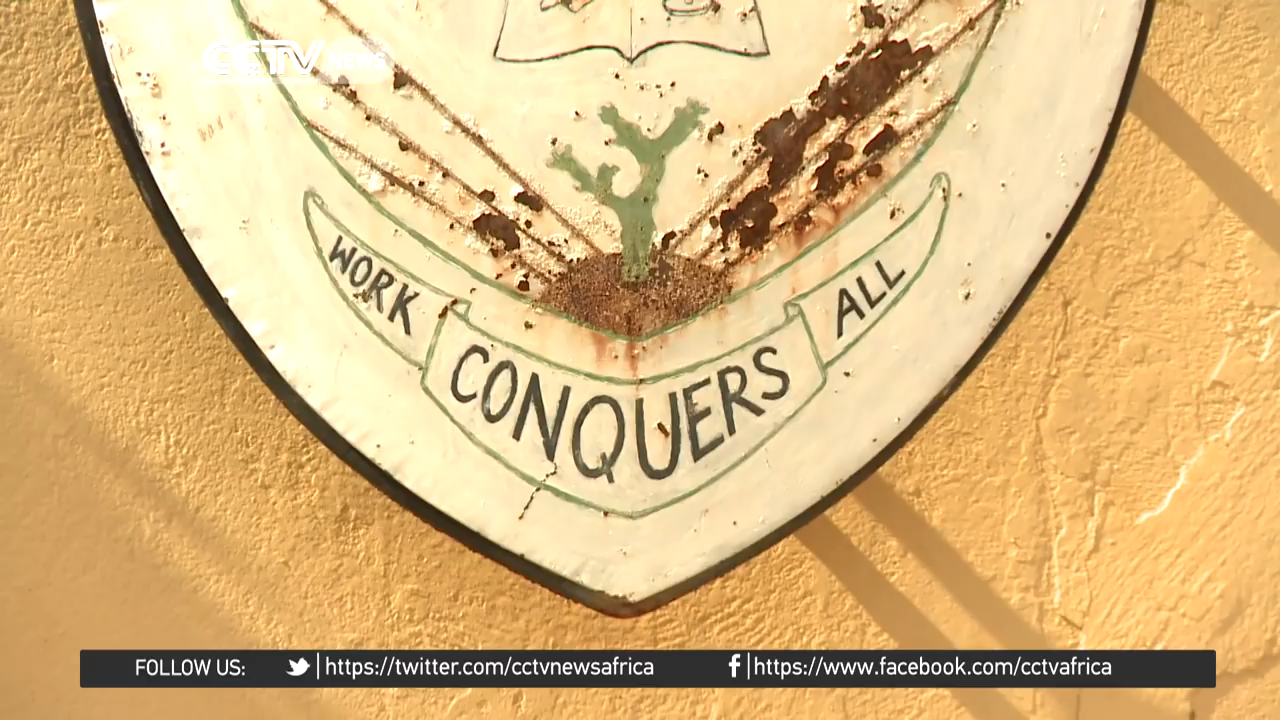 CCTV NEWS
WORK CONQUERS ALL
FOLLOW US: https://twitter.com/cctvnewsafrica f https://www.facebook.com/cctvafrica